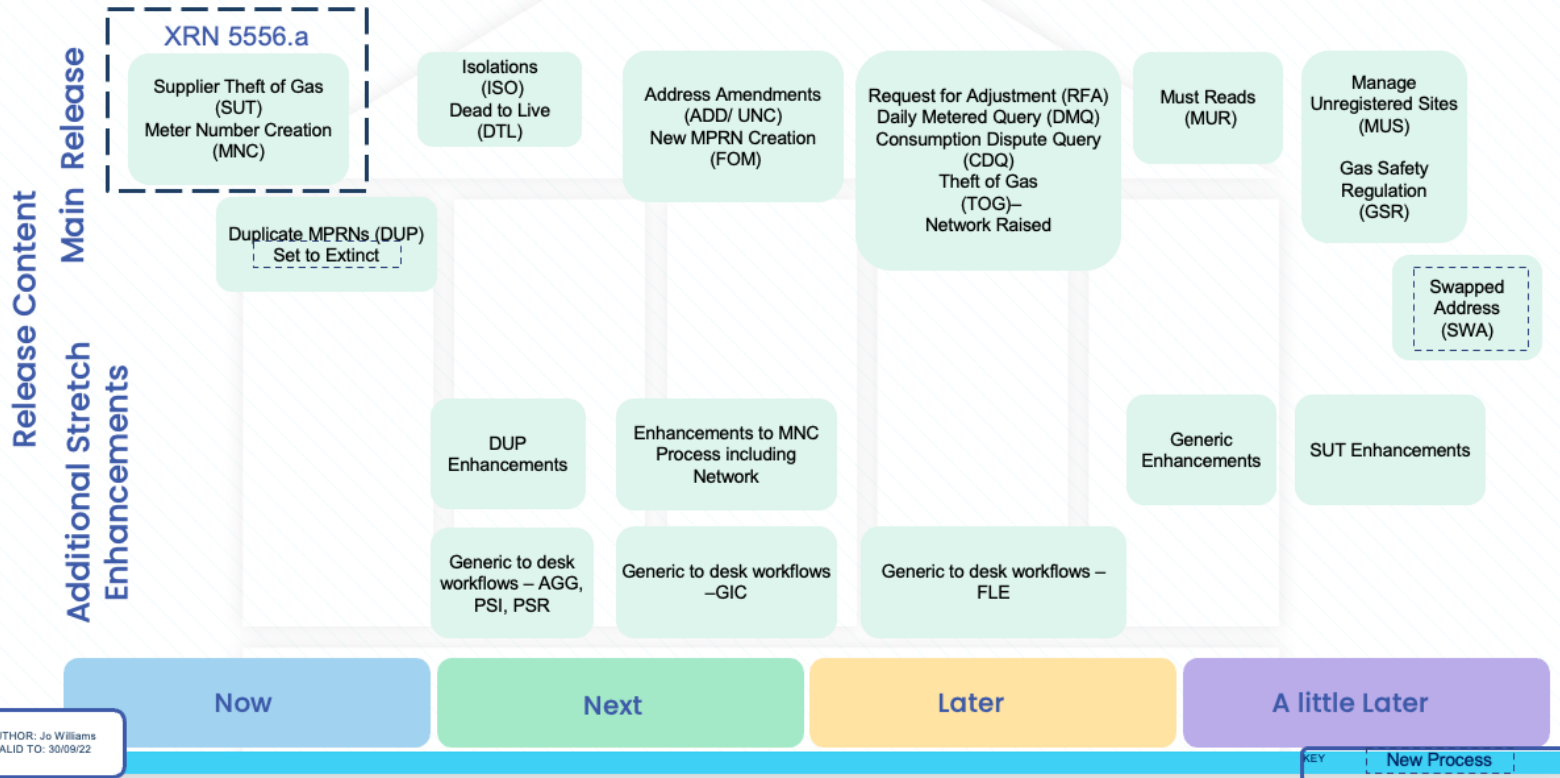 Release Content
Main Release
Additional Stretch
Enhancements
XRN 5556.a
Supplier Theft of Gas
(SUT)
Meter Number Creation
(MNC)
Isolations
(ISO)
Dead to Live
(DTL)
Address Amendments
(ADD/ UNC)
New MPRN Creation
(FOM)
Request for Adjustment (RFA)
Daily Metered Query (DMQ)
Consumption Dispute Query
(CDQ)
Theft of Gas
(TOG)–
Network Raised
Must Reads
(MUR)
Manage
Unregistered Sites
(MUS)
Gas Safety
Regulation
(GSR)
Duplicate MPRNs (DUP)
Set to Extinct
Swapped
Address
(SWA)
DUP
Enhancements
Enhancements to MNC
Process including
Network
Generic
Enhancements
SUT Enhancements
Generic to desk
workflows – AGG,
PSI, PSR
Generic to desk workflows
–GIC
Generic to desk workflows –
FLE
Now
Next
Later
A little Later
UTHOR: Jo Williams
ALID TO: 30/09/22
KEY
New Process